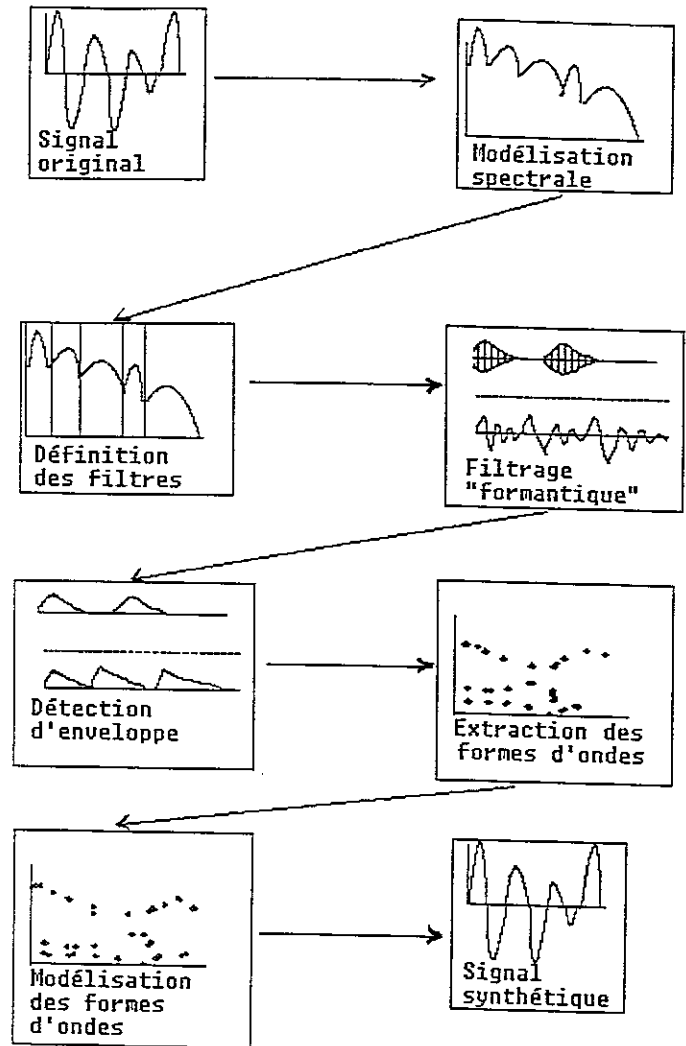 Signal
original
Modélisation
spectrale
Définition
des filtres
Filtrage
"formantique"
Détection
d'enveloppe
Extraction des
formes d'ondes
Modélisation
des formes
d'ondes
Signal
synthétique